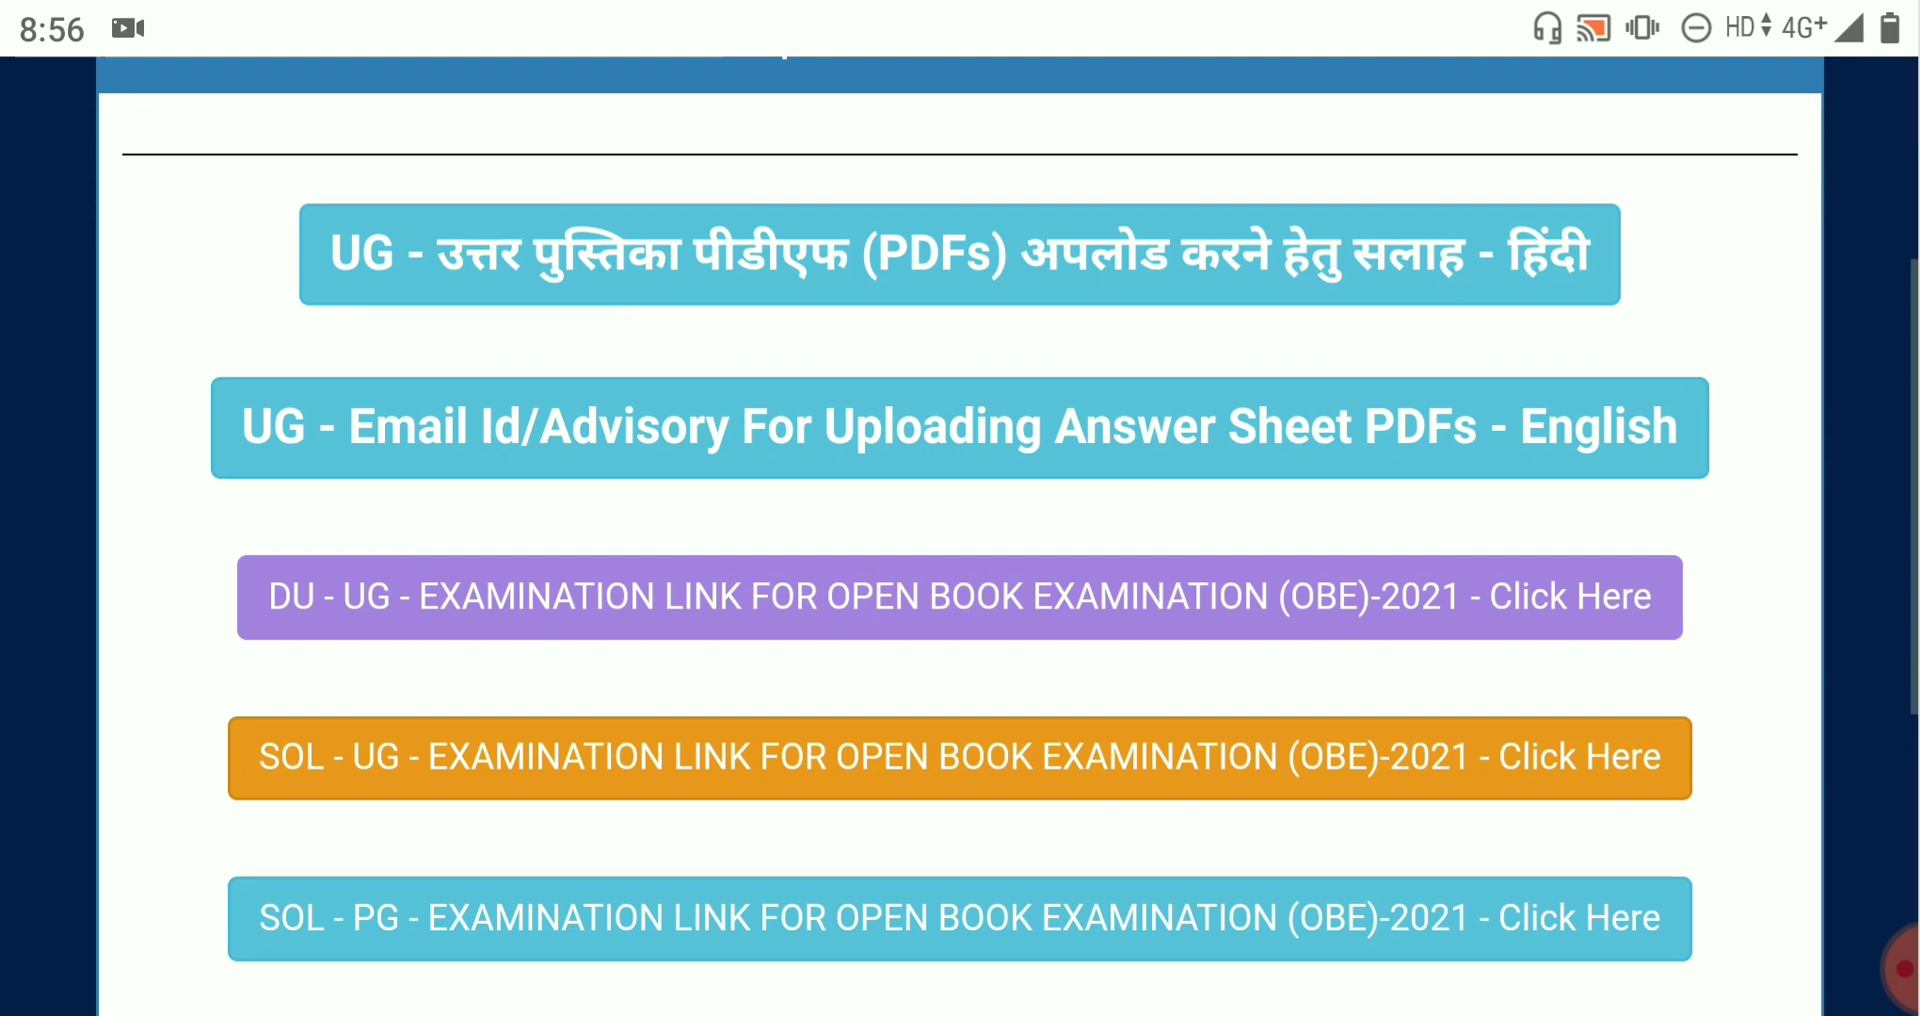 8:56
HD 4G+
UG - उत्तर पुस्तिका पीडीएफ (PDFs) अपलोड करने हेतु सलाह - हिंदी
UG - Email Id/Advisory For Uploading Answer Sheet PDFs - English
DU - UG - EXAMINATION LINK FOR OPEN BOOK EXAMINATION (OBE)-2021 - Click Here
SOL - UG - EXAMINATION LINK FOR OPEN BOOK EXAMINATION (OBE)-2021 - Click Here
SOL - PG - EXAMINATION LINK FOR OPEN BOOK EXAMINATION (OBE)-2021 - Click Here